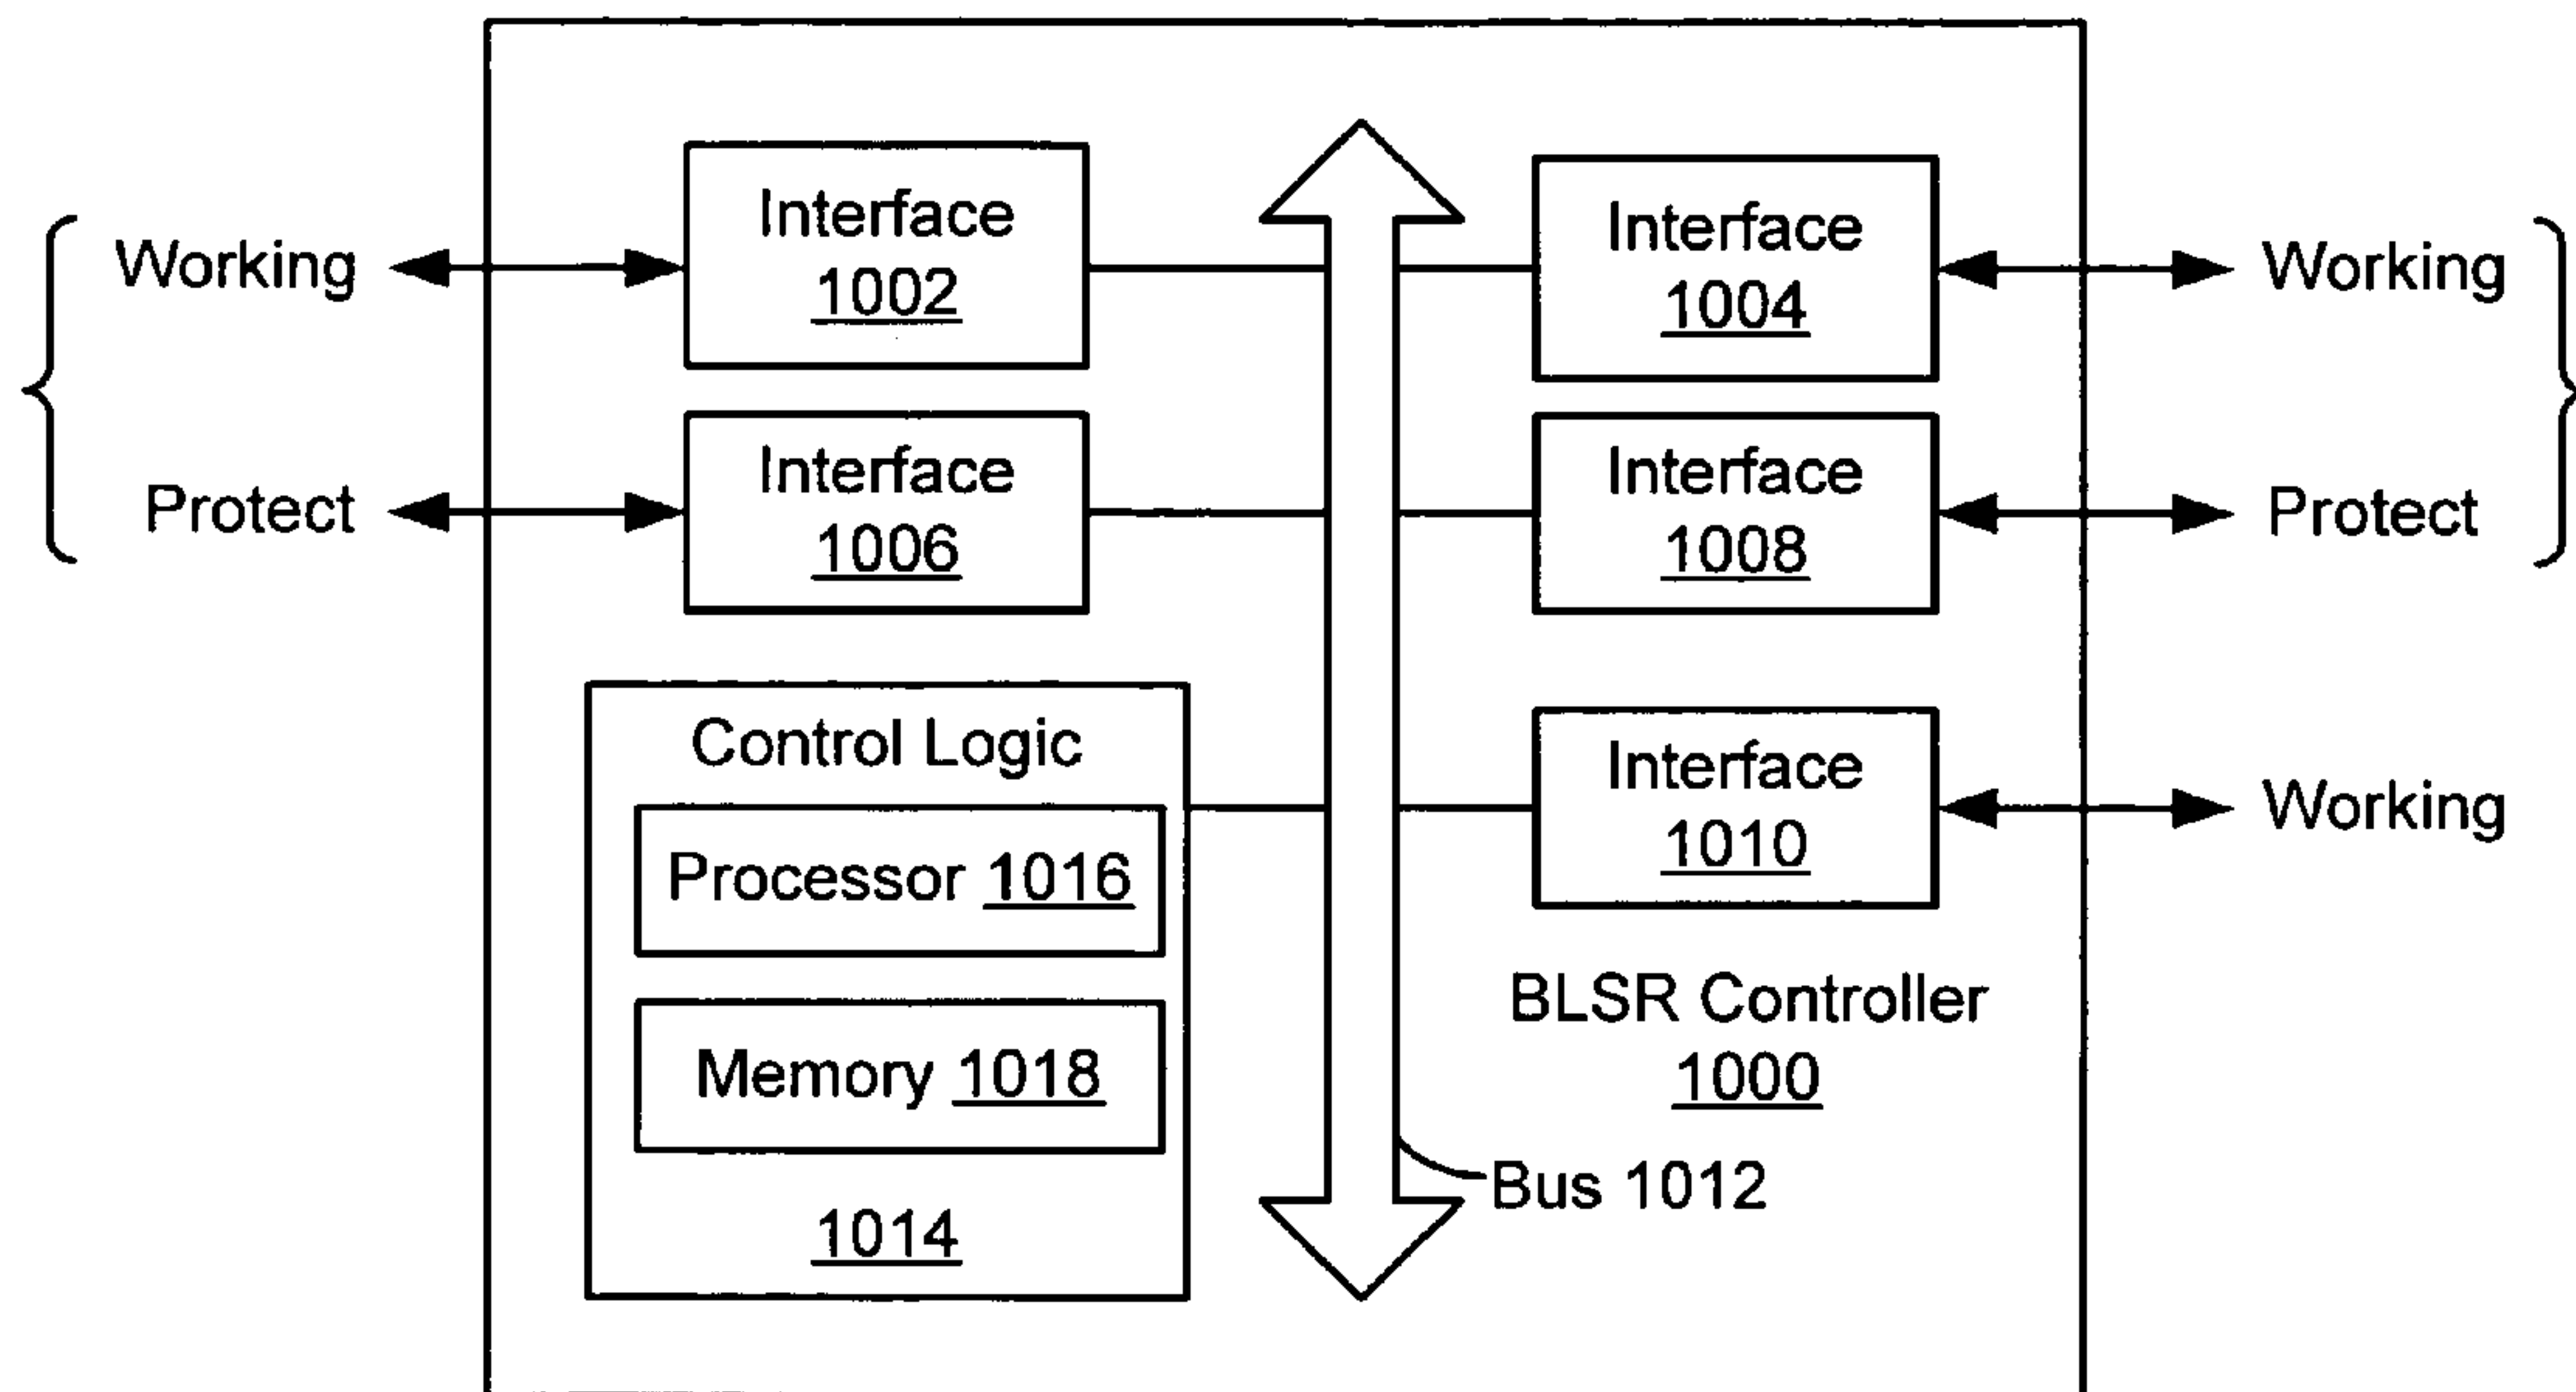 Working
Protect
Interface
1002
Interface
1006
Control Logic
Processor 1016
Memory 1018
1014
Interface
1004
Interface
1008
Interface
1010
BLSR Controller
1000
Bus 1012
Working
Protect
Working